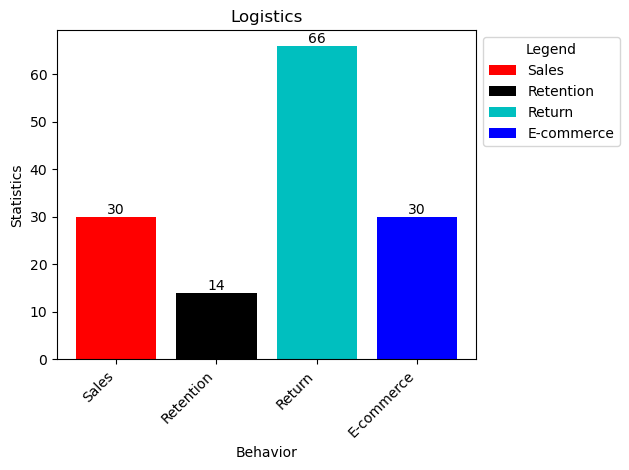 Logistics
Legend
Sales
Retention
Return
E-commerce
Statistics
60
50
40
30
20
10
0
30
14
66
30
Sales
Retention
Return
E-commerce
Behavior